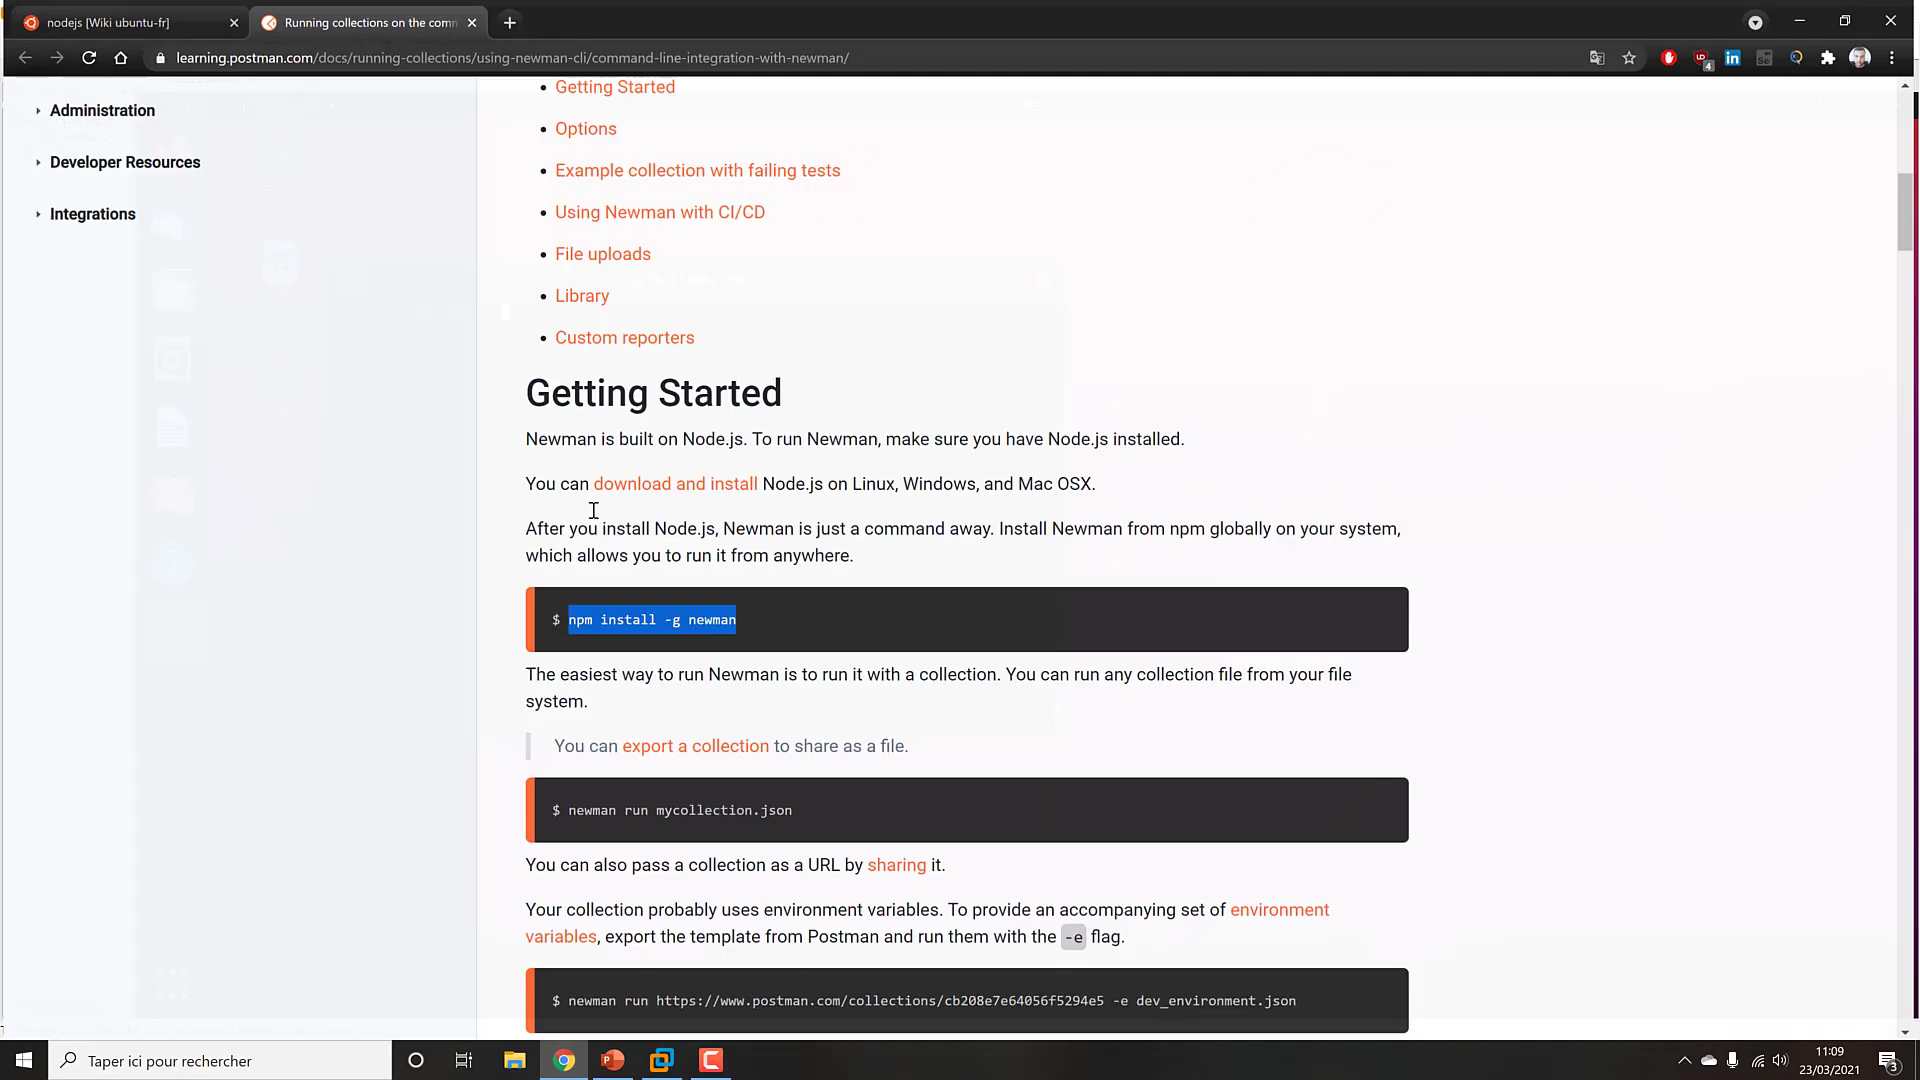 nodejs [Wiki ubuntu-fr]
Running collections on the comm
learning.postman.com/docs/running-collections/using-newman-cli/command-line-integration-with-newman/
4
Administration
Developer Resources
Integrations
Getting Started
Options
Example collection with failing tests
Using Newman with CI/CD
File uploads
Library
Custom reporters
Getting Started
Newman is built on Node.js. To run Newman, make sure you have Node.js installed.
You can download and install Node.js on Linux, Windows, and Mac OSX.
After you install Node.js, Newman is just a command away. Install Newman from npm globally on your system,
which allows you to run it from anywhere.
$ npm install -g newman
The easiest way to run Newman is to run it with a collection. You can run any collection file from your file
system.
You can export a collection to share as a file.
$ newman run mycollection.json
You can also pass a collection as a URL by sharing it.
Your collection probably uses environment variables. To provide an accompanying set of environment
variables, export the template from Postman and run them with the -e flag.
$ newman run https://www.postman.com/collections/cb208e7e64056f5294e5 -e dev_environment.json
Taper ici pour rechercher
11:09
23/03/2021
3